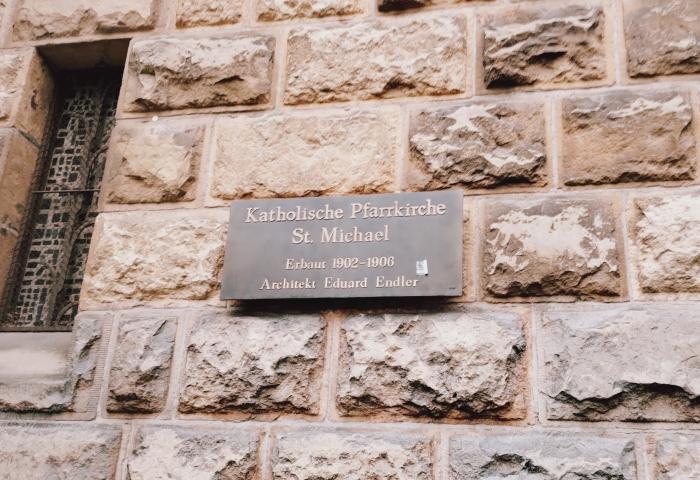 Katholische Pfarrkirche
St. Michael
Erbaut 1902-1906
Architekt Eduard Endler